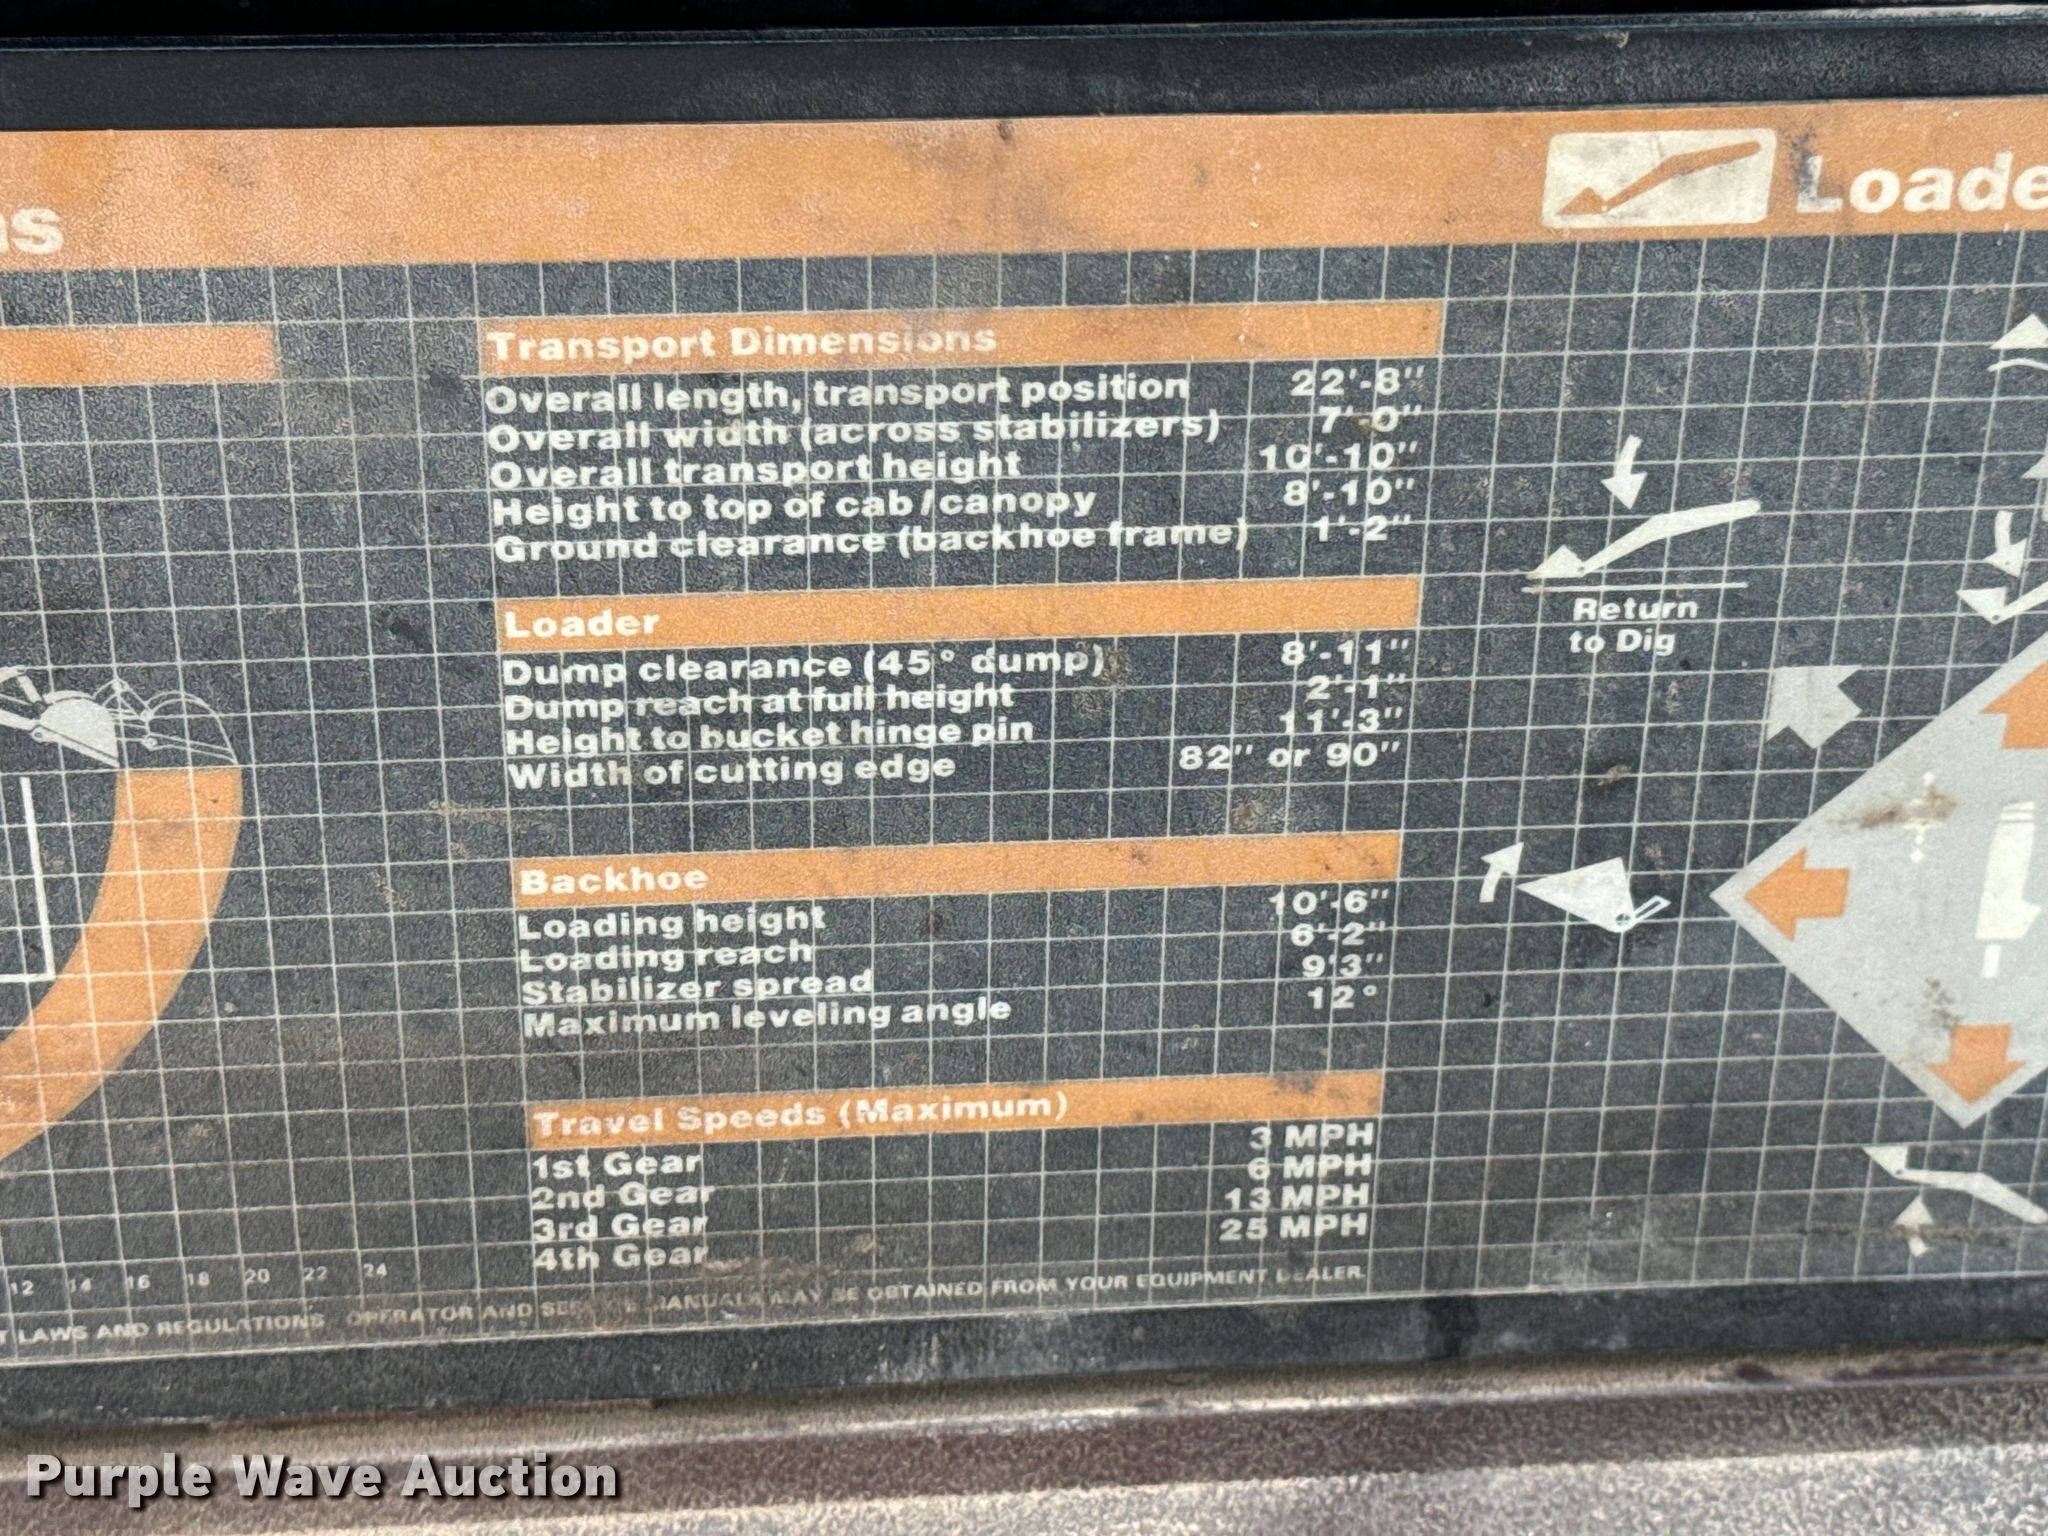 ns
Loade
Transport Dimensions
Overall length, transport position 22'-8"
Overall width (across stabilizers) 7'-0"
Overall transport height 10'-10"
Height to top of cab/canopy 8'-10"
Ground clearance (backhoe frame) 1'-2"
Return
to Dig
Loader
Dump clearance (45° dump) 8'-11"
Dump reach at full height 2'-1"
Height to bucket hinge pin 11'-3"
Width of cutting edge 82" or 90"
Backhoe
Loading height 10'-6"
Loading reach 6'-2"
Stabilizer spread 9'3"
Maximum leveling angle 12°
Travel Speeds (Maximum)
1st Gear 3 MPH
2nd Gear 6 MPH
3rd Gear 13 MPH
4th Gear 25 MPH
12 14 16 18 20 22 24
T LAWS AND REGULATIONS OPERATOR AND SERVICE MANUALS MAY BE OBTAINED FROM YOUR EQUIPMENT DEALER.
Purple Wave Auction